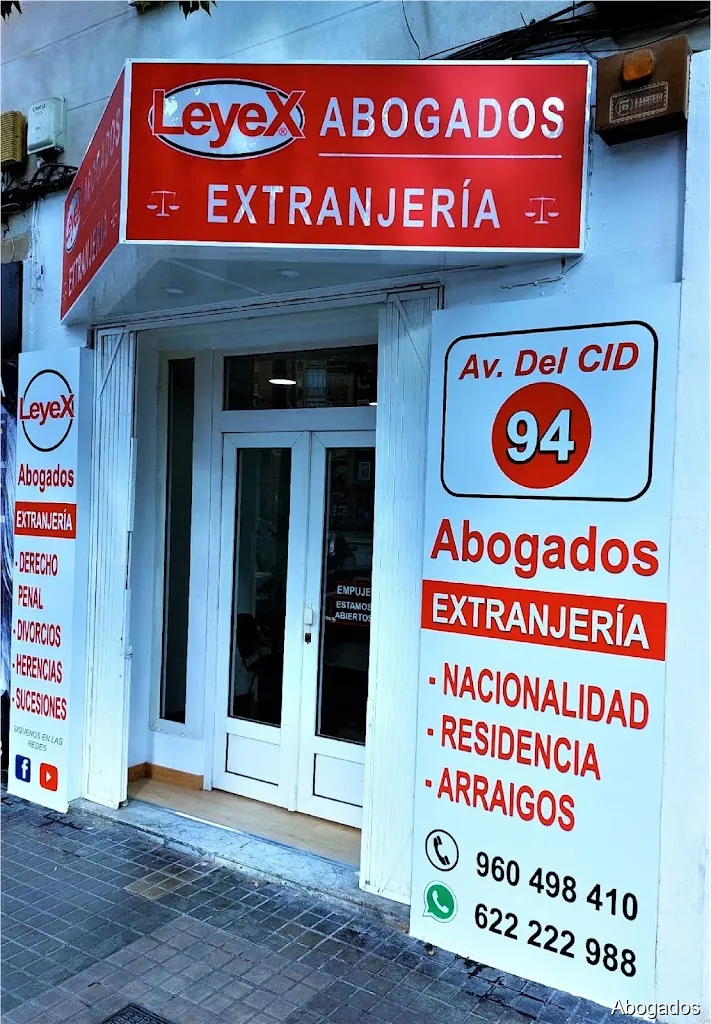 LeyeX® ABOGADOS
EXTRANJERÍA
EXTRANJERÍA
LeyeX
Abogados
EXTRANJERÍA
- DERECHO
PENAL
- DIVORCIOS
- HERENCIAS
- SUCESIONES
SIGUENOS EN LAS
REDES
EMPUJE
ESTAMOS
ABIERTOS
Av. Del CID
94
Abogados
EXTRANJERÍA
- NACIONALIDAD
- RESIDENCIA
- ARRAIGOS
960 498 410
622 222 988
Abogados